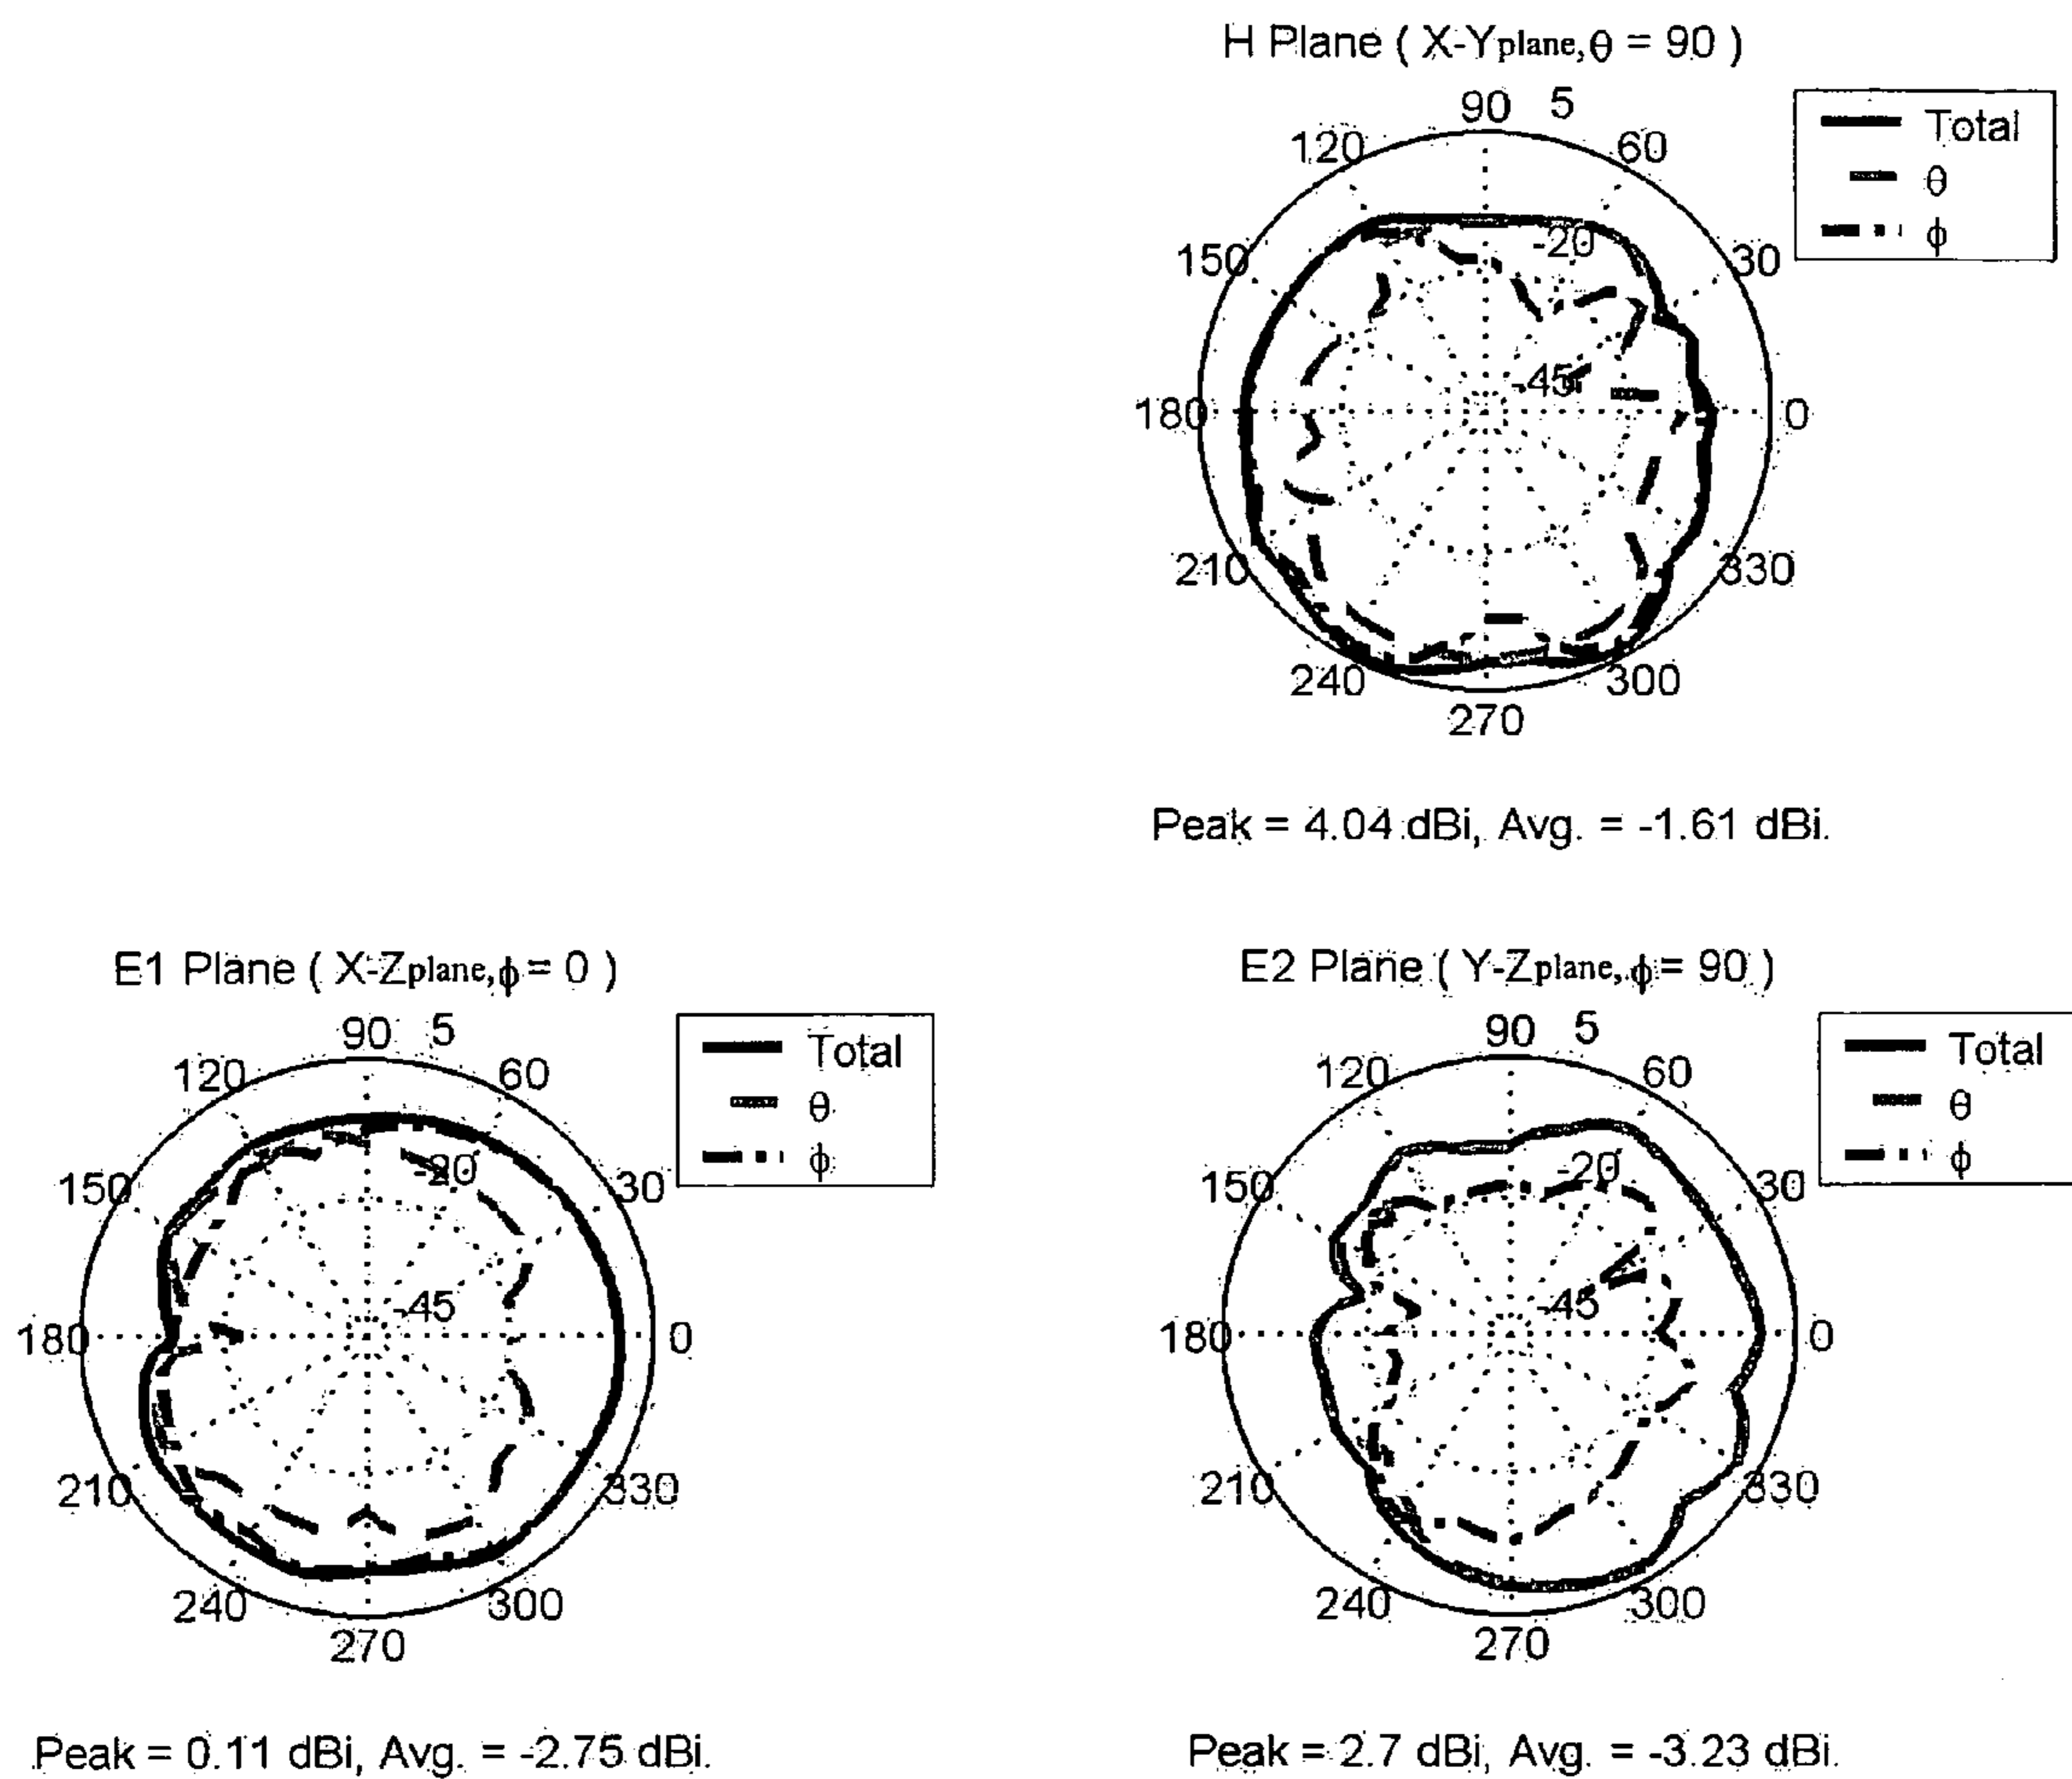 H Plane ( X-Yplane, θ = 90 )
90 5
120 60
Total
θ
ϕ
150 30
-20
-45
180 0
210 330
240 300
270
Peak = 4.04 dBi, Avg. = -1.61 dBi.
E1 Plane ( X-Zplane, ϕ = 0 )
90 5
120 60
Total
θ
ϕ
-20
150 30
-45
180 0
210 330
240 300
270
Peak = 0.11 dBi, Avg. = -2.75 dBi.
E2 Plane ( Y-Zplane, ϕ = 90 )
90 5
120 60
Total
θ
ϕ
-20
150 30
-45
180 0
210 330
240 300
270
Peak = 2.7 dBi, Avg. = -3.23 dBi.